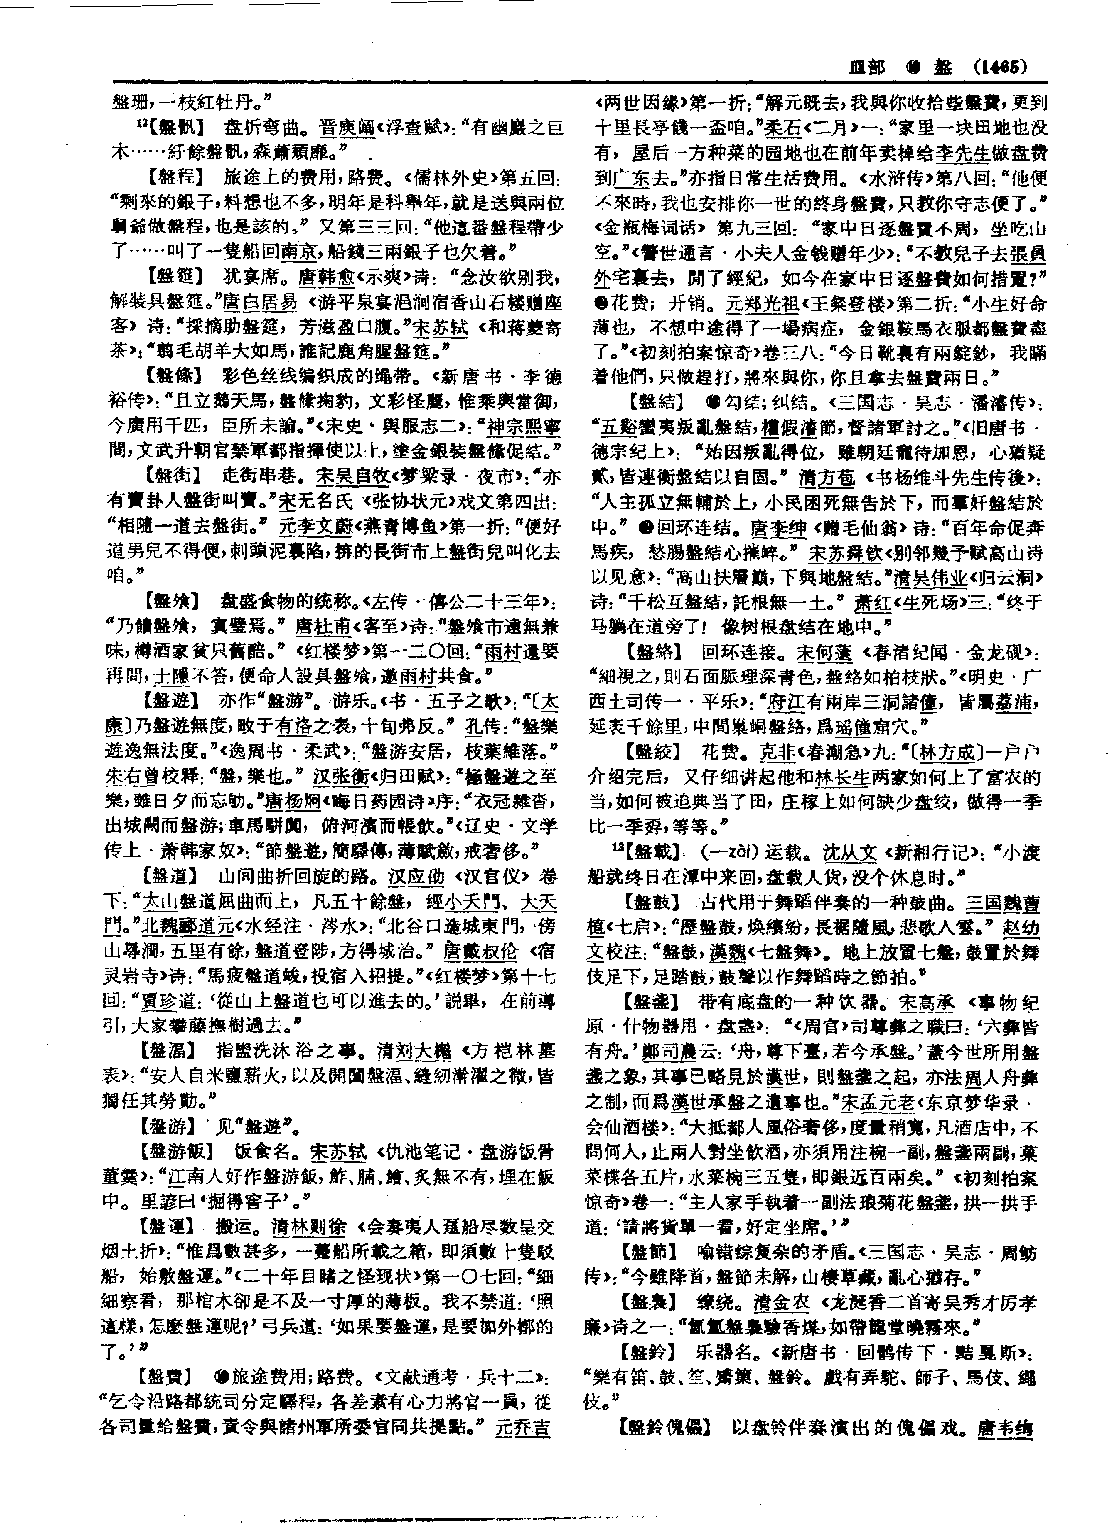 皿部 ⑩ 盤 (1465)
盤珊，一枝紅牡丹。”
¹²【盤㲲】 盘折弯曲。晋庾阐《浮查赋》：“有幽巖之巨
木……紆餘盤㲲，森蕭頹靡。”
【盤程】 旅途上的费用，路费。《儒林外史》第五回：
“剩來的銀子，料想也不多，明年是科舉年，就是送與兩位
舅爺做盤程，也是該的。”又第三三回：“他這番盤程帶少
了……叫了一隻船回南京，船錢三兩銀子也欠着。”
【盤筵】 犹宴席。唐韩愈《示爽》诗：“念汝欲别我，
解装具盤筵。”唐白居易《游平泉宴浥涧宿香山石楼赠座
客》诗：“採摘助盤筵，芳滋盈口腹。”宋苏轼《和蒋夔寄
茶》：“剪毛胡羊大如馬，誰記鹿角腥盤筵。”
【盤絛】 彩色丝线编织成的绳带。《新唐书·李德
裕传》：“且立鵝天馬，盤絛掬豹，文彩怪麗，惟乘輿當御，
今廣用千匹，臣所未諭。”《宋史·舆服志二》：“神宗熙寧
間，文武升朝官禁軍都指揮使以上，塗金銀裝盤絛促結。”
【盤街】 走街串巷。宋吴自牧《梦粱录·夜市》：“亦
有賣卦人盤街叫賣。”宋无名氏《张协状元》戏文第四出：
“相隨一道去盤街。”元李文蔚《燕青博鱼》第一折：“便好
道男兒不得便，刺頭泥裏陷，擠的長街市上盤街兒叫化去
咱。”
【盤飧】 盘盛食物的统称。《左传·僖公二十三年》：
“乃饋盤飧，寘璧焉。”唐杜甫《客至》诗：“盤飧市遠無兼
味，樽酒家貧只舊醅。”《红楼梦》第一二〇回：“雨村還要
再問，士隱不答，便命人設具盤飧，邀雨村共食。”
【盤遊】 亦作“盤游”。游乐。《书·五子之歌》：“〔太
康〕乃盤遊無度，畋于有洛之表，十旬弗反。”孔传：“盤樂
遊逸無法度。”《逸周书·柔武》：“盤游安居，枝葉維落。”
朱右曾校释：“盤，樂也。”汉张衡《归田赋》：“極盤遊之至
樂，雖日夕而忘劬。”唐杨炯《晦日药园诗》序：“衣冠雜沓，
出城闕而盤游；車馬駢闐，俯河濱而帳飲。”《辽史·文学
传上·萧韩家奴》：“節盤遊，簡驛傳，薄賦斂，戒奢侈。”
【盤道】 山间曲折回旋的路。汉应劭《汉官仪》卷
下：“太山盤道屈曲而上，凡五十餘盤，經小天門、大天
門。”北魏郦道元《水经注·㶟水》：“北谷口造城東門，傍
山尋澗，五里有餘，盤道登陟，方得城治。”唐戴叔伦《宿
灵岩寺》诗：“馬疲盤道峻，投宿入招提。”《红楼梦》第十七
回：“賈珍道：‘從山上盤道也可以進去的。’說畢，在前導
引，大家攀藤撫樹過去。”
【盤湢】 指盥洗沐浴之事。清刘大櫆《方桤林墓
表》：“安人自米鹽薪火，以及開闔盤湢、縫紉澣濯之微，皆
獨任其勞勩。”
【盤游】 见“盤遊”。
【盤游飯】 饭食名。宋苏轼《仇池笔记·盘游饭骨
董羹》：“江南人好作盤游飯，鮓、脯、鱠、炙無不有，埋在飯
中。里諺曰‘掘得窖子’。”
【盤運】 搬运。清林则徐《会奏夷人趸船尽数呈交
烟土折》：“惟爲數甚多，一躉船所載之箱，即須數十隻駁
船，始敷盤運。”《二十年目睹之怪现状》第一〇七回：“細
細察看，那棺木卻是不及一寸厚的薄板。我不禁道：‘照
這樣，怎麼盤運呢？’弓兵道：‘如果要盤運，是要加外槨的
了。’”
【盤費】 ❶旅途费用；路费。《文献通考·兵十二》：
“乞令沿路都統司分定驛程，各差素有心力將官一員，從
各司量給盤費，責令與諸州軍所委官同共提點。”元乔吉
《两世因缘》第一折：“解元既去，我與你收拾些盤費，更到
十里長亭餞一盃咱。”柔石《二月》一：“家里一块田地也没
有，屋后一方种菜的园地也在前年卖掉给李先生做盘费
到广东去。”亦指日常生活费用。《水浒传》第八回：“他便
不來時，我也安排你一世的终身盤費，只教你守志便了。”
《金瓶梅词话》第九三回：“家中日逐盤費不周，坐吃山
空。”《警世通言·小夫人金钱赠年少》：“不教兒子去張員
外宅裏去，閒了經紀，如今在家中日逐盤費如何措置？”
❷花费；开销。元郑光祖《王粲登楼》第二折：“小生好命
薄也，不想中途得了一場病症，金銀鞍馬衣服都盤費盡
了。”《初刻拍案惊奇》卷三八：“今日靴裏有兩錠鈔，我瞞
着他們，只做趕打，將來與你，你且拿去盤費兩日。”
【盤結】 ❶勾结；纠结。《三国志·吴志·潘濬传》：
“五谿蠻夷叛亂盤結，權假濬節，督諸軍討之。”《旧唐书·
德宗纪上》：“始因叛亂得位，雖朝廷寵待加恩，心猶疑
貳，皆連衡盤結以自固。”清方苞《书杨维斗先生传後》：
“人主孤立無輔於上，小民困死無告於下，而羣奸盤結於
中。”❷回环连结。唐李绅《赠毛仙翁》诗：“百年命促奔
馬疾，愁腸盤結心摧崪。”宋苏舜钦《别邻幾予赋高山诗
以见意》：“高山扶層巔，下與地盤結。”清吴伟业《归云洞》
诗：“千松互盤結，託根無一土。”萧红《生死场》三：“终于
马躺在道旁了！像树根盘结在地中。”
【盤絡】 回环连接。宋何薳《春渚纪闻·金龙砚》：
“細視之，則石面脈理深青色，盤絡如柏枝狀。”《明史·广
西土司传一·平乐》：“府江有兩岸三洞諸僮，皆屬荔浦，
延袤千餘里，中間巢峒盤絡，爲瑶僮窟穴。”
【盤絞】 花费。克非《春潮急》九：“〔林方成〕一户户
介绍完后，又仔细讲起他和林长生两家如何上了富农的
当，如何被迫典当了田，庄稼上如何缺少盘绞，做得一季
比一季孬，等等。”
¹³【盤載】 (－zài) 运载。沈从文《新湘行记》：“小渡
船就终日在潭中来回，盘载人货，没个休息时。”
【盤鼓】 古代用于舞蹈伴奏的一种鼓曲。三国魏曹
植《七启》：“歷盤鼓，焕繽紛，長裾隨風，悲歌入雲。”赵幼
文校注：“盤鼓，漢魏《七盤舞》。地上放置七盤，鼓置於舞
伎足下，足踏鼓，鼓聲以作舞蹈時之節拍。”
【盤盞】 带有底盘的一种饮器。宋高承《事物纪
原·什物器用·盘盏》：“《周官》司尊彝之職曰：‘六彝皆
有舟。’鄭司農云：‘舟，尊下臺，若今承盤。’蓋今世所用盤
盞之象，其事已略見於漢世，則盤盞之起，亦法周人舟彝
之制，而爲漢世承盤之遺事也。”宋孟元老《东京梦华录·
会仙酒楼》：“大抵都人風俗奢侈，度量稍寬，凡酒店中，不
問何人，止兩人對坐飲酒，亦須用注椀一副，盤盞兩副，菓
菜楪各五片，水菜椀三五隻，即銀近百兩矣。”《初刻拍案
惊奇》卷一：“主人家手執着一副法琅菊花盤盞，拱一拱手
道：‘請將貨單一看，好定坐席。’”
【盤節】 喻错综复杂的矛盾。《三国志·吴志·周鲂
传》：“今雖降首，盤節未解，山棲草藏，亂心猶存。”
【盤裊】 缭绕。清金农《龙涎香二首寄吴秀才厉孝
廉》诗之一：“氤氳盤裊驗香煤，如帶龍堂曉霧來。”
【盤鈴】 乐器名。《新唐书·回鹘传下·黠戛斯》：
“樂有笛、鼓、笙、觱篥、盤鈴。戲有弄駝、師子、馬伎、繩
伎。”
【盤鈴傀儡】 以盘铃伴奏演出的傀儡戏。唐韦绚